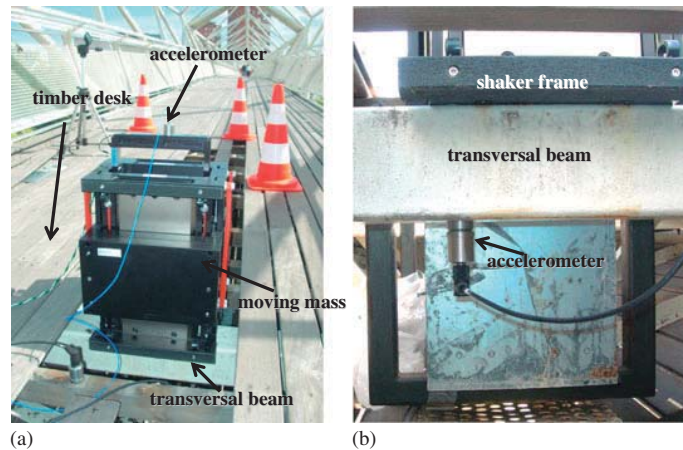 accelerometer
timber desk
moving mass
transversal beam
(a)
shaker frame
transversal beam
accelerometer
(b)